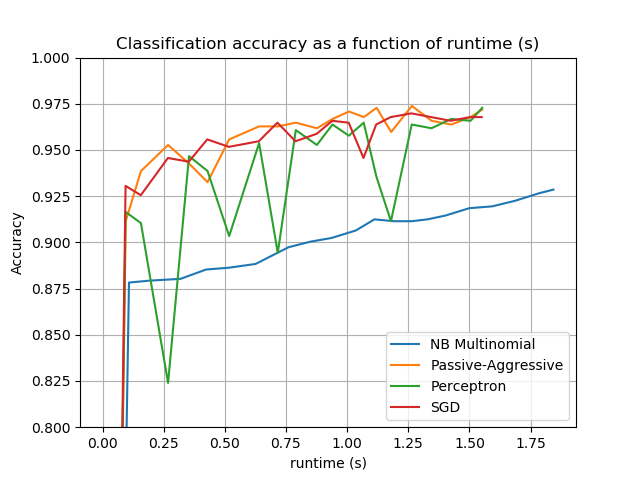 Classification accuracy as a function of runtime (s)
1.000
0.975
0.950
0.925
0.900
0.875
0.850
0.825
0.800
Accuracy
NB Multinomial
Passive-Aggressive
Perceptron
SGD
0.00 0.25 0.50 0.75 1.00 1.25 1.50 1.75
runtime (s)